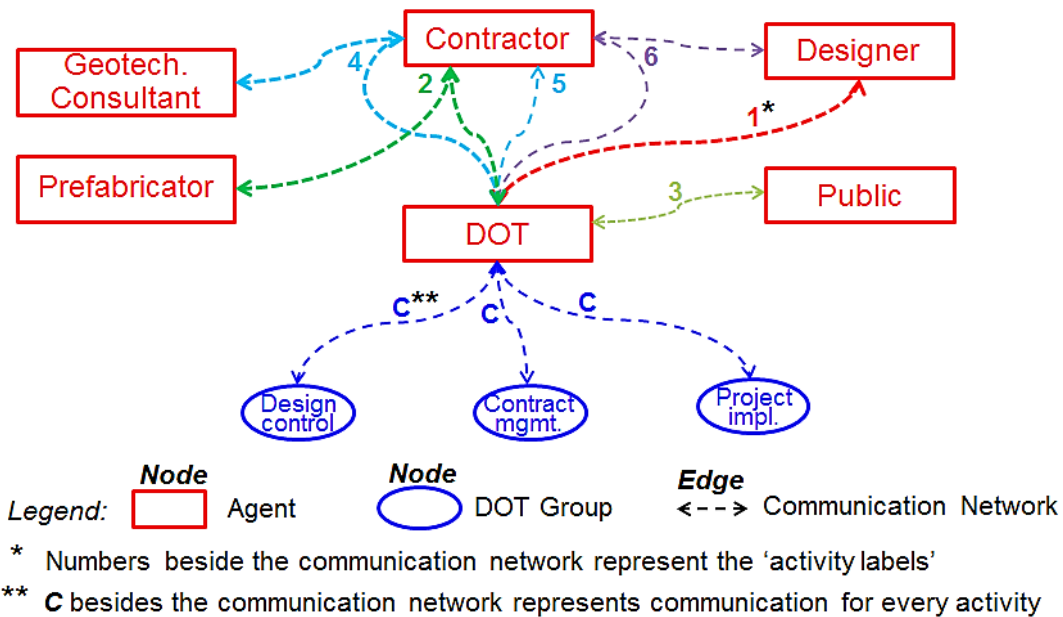 Geotech.
Consultant
Contractor
Designer
4
2
5
6
1*
Prefabricator
DOT
3
Public
C**
C
C
Design
control
Contract
mgmt.
Project
impl.
Node
Node
Edge
Legend:
Agent
DOT Group
Communication Network
* Numbers beside the communication network represent the ‘activity labels’
** C besides the communication network represents communication for every activity